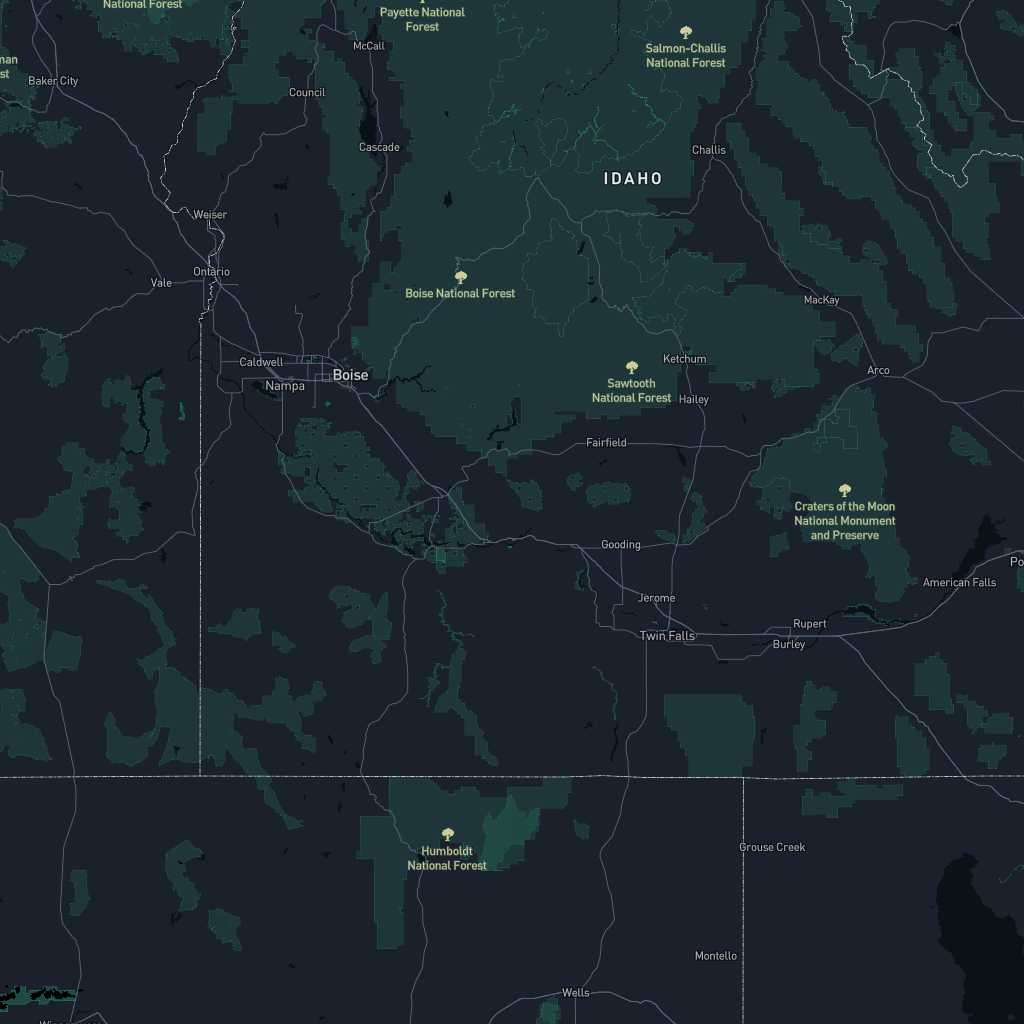 National Forest
Payette National
Forest
Salmon-Challis
National Forest
McCall
Baker City
Council
Cascade
Challis
IDAHO
Weiser
Ontario
Vale
Boise National Forest
MacKay
Caldwell
Nampa
Boise
Ketchum
Sawtooth
National Forest
Hailey
Arco
Fairfield
Craters of the Moon
National Monument
and Preserve
Gooding
American Falls
Jerome
Rupert
Twin Falls
Burley
Humboldt
National Forest
Grouse Creek
Montello
Wells